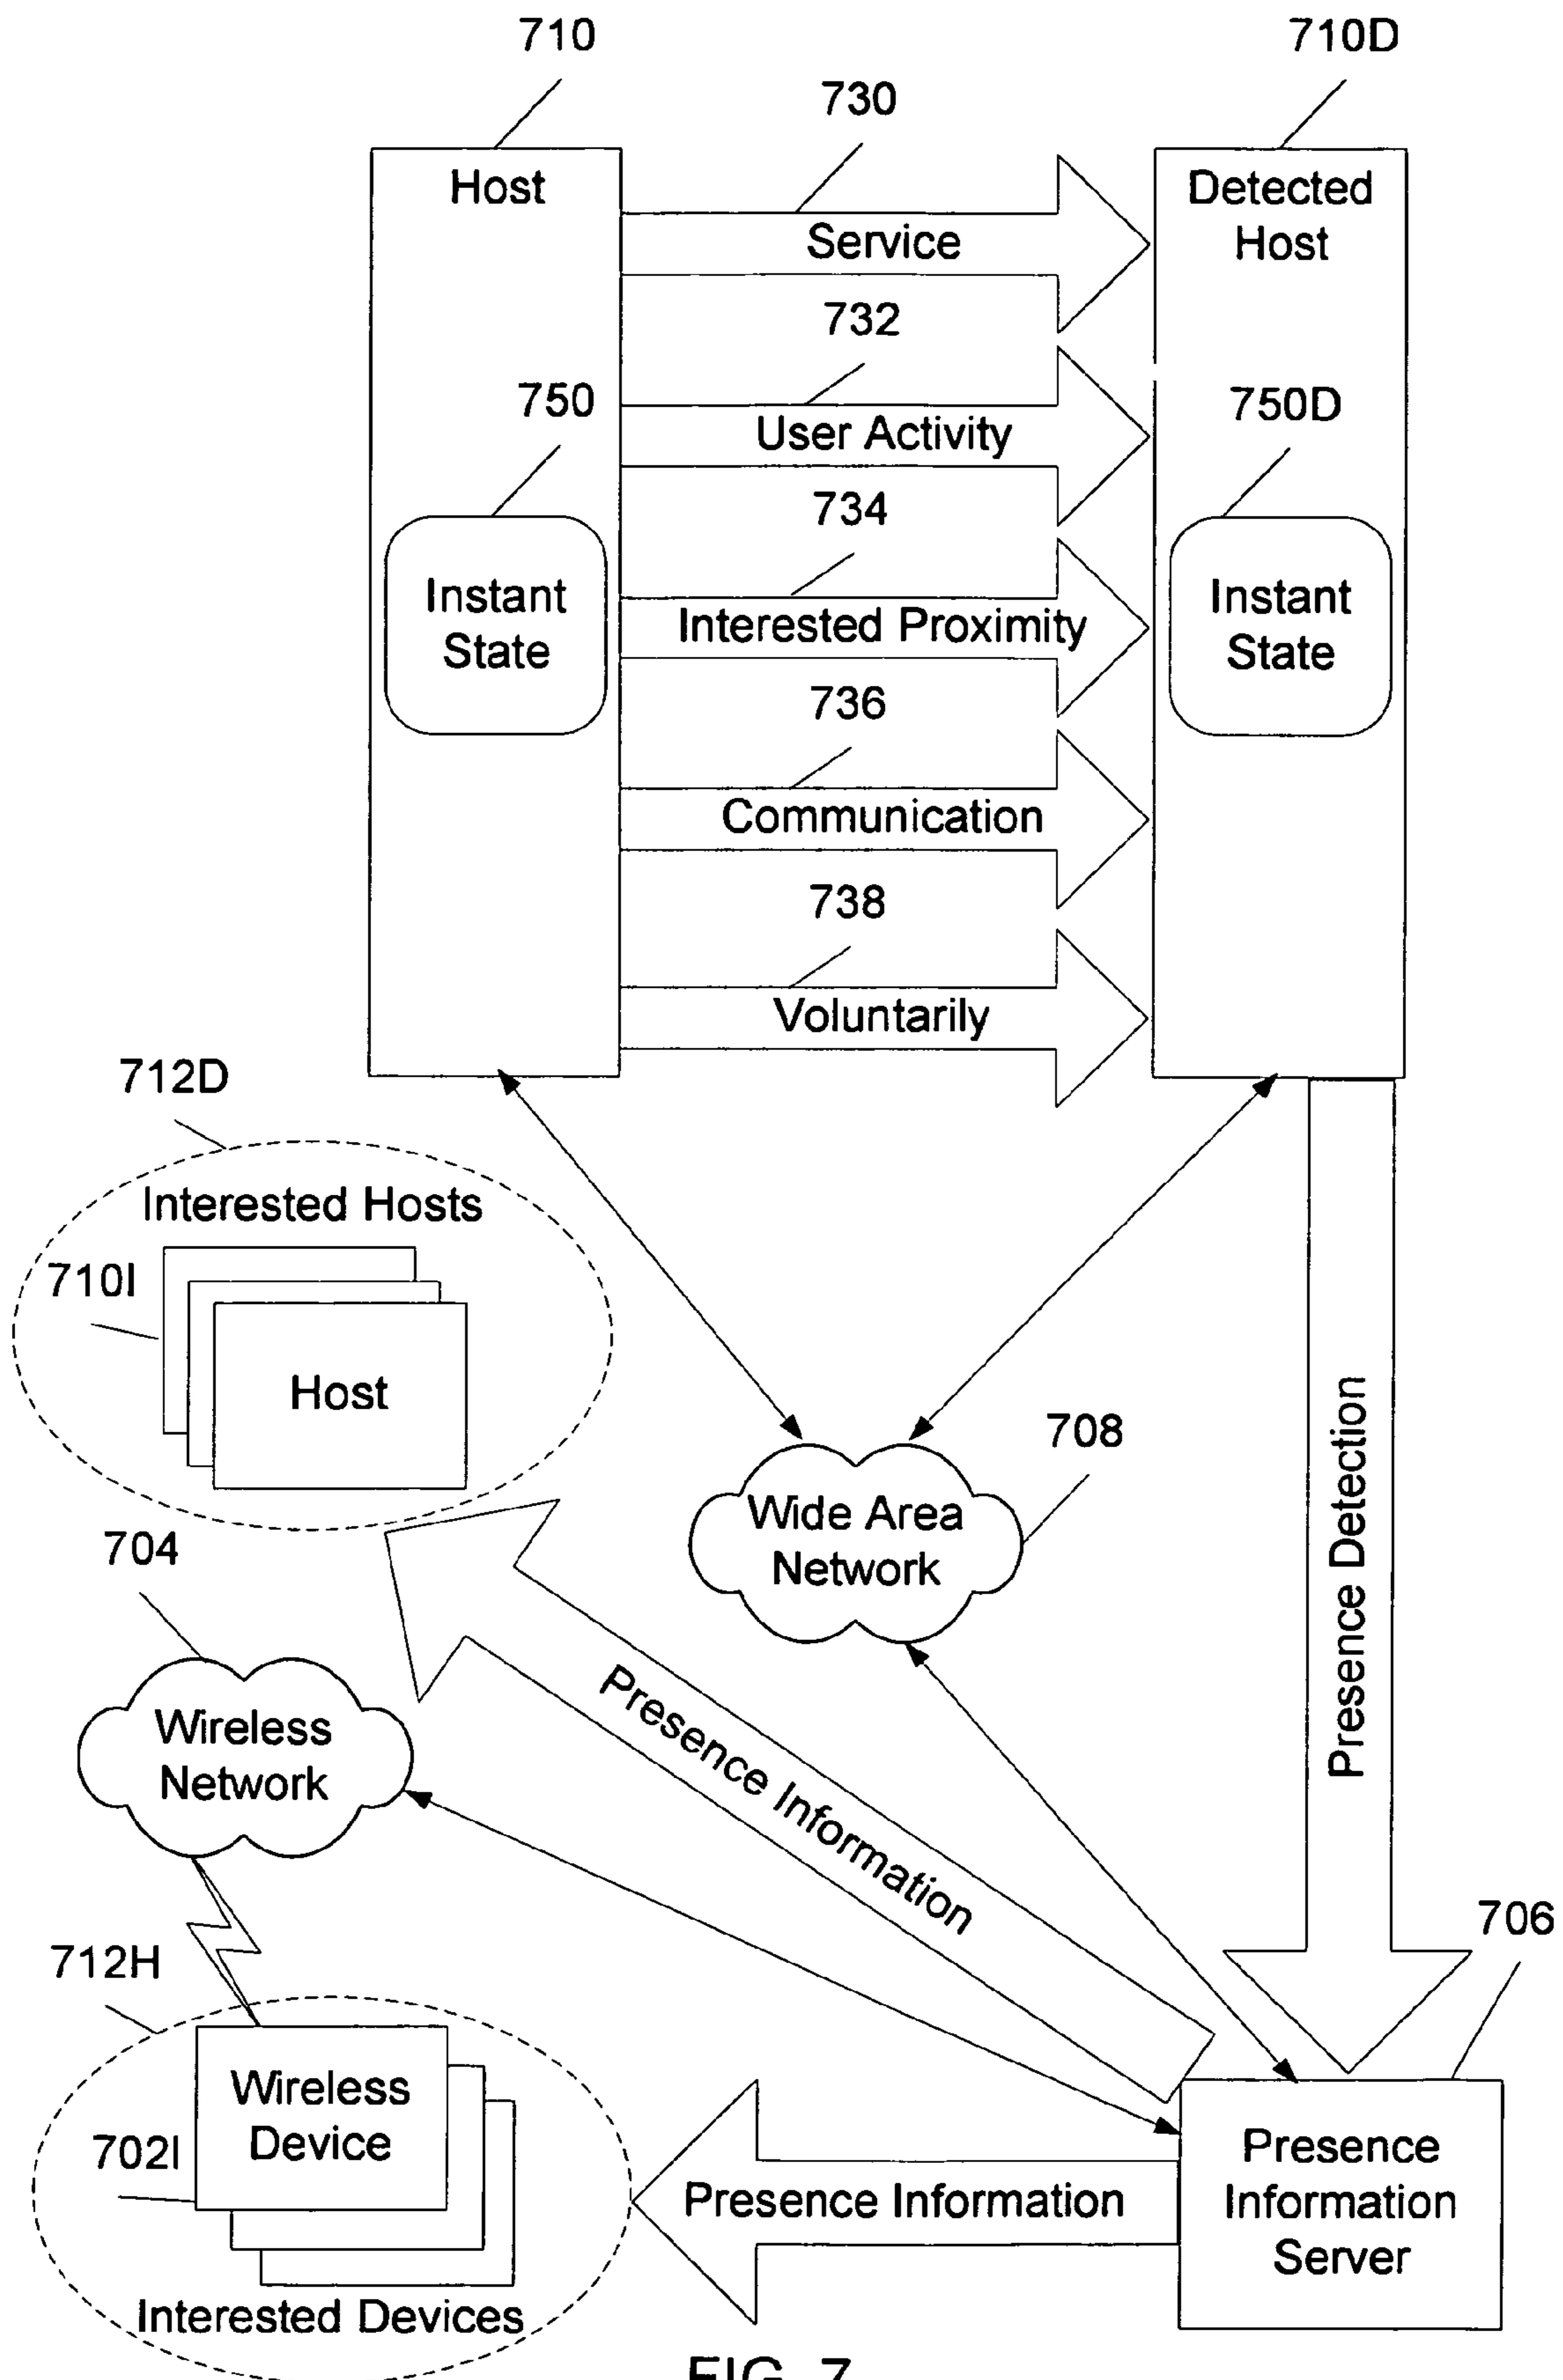 710
710D
730
Host
Detected
Host
Service
732
750
750D
User Activity
734
Instant
State
Instant
State
Interested Proximity
736
Communication
738
Voluntarily
712D
Interested Hosts
710I
Host
708
Wide Area
Network
Presence Detection
704
Wireless
Network
Presence Information
706
712H
Wireless
Device
702I
Interested Devices
Presence Information
Presence
Information
Server
FIG. 7